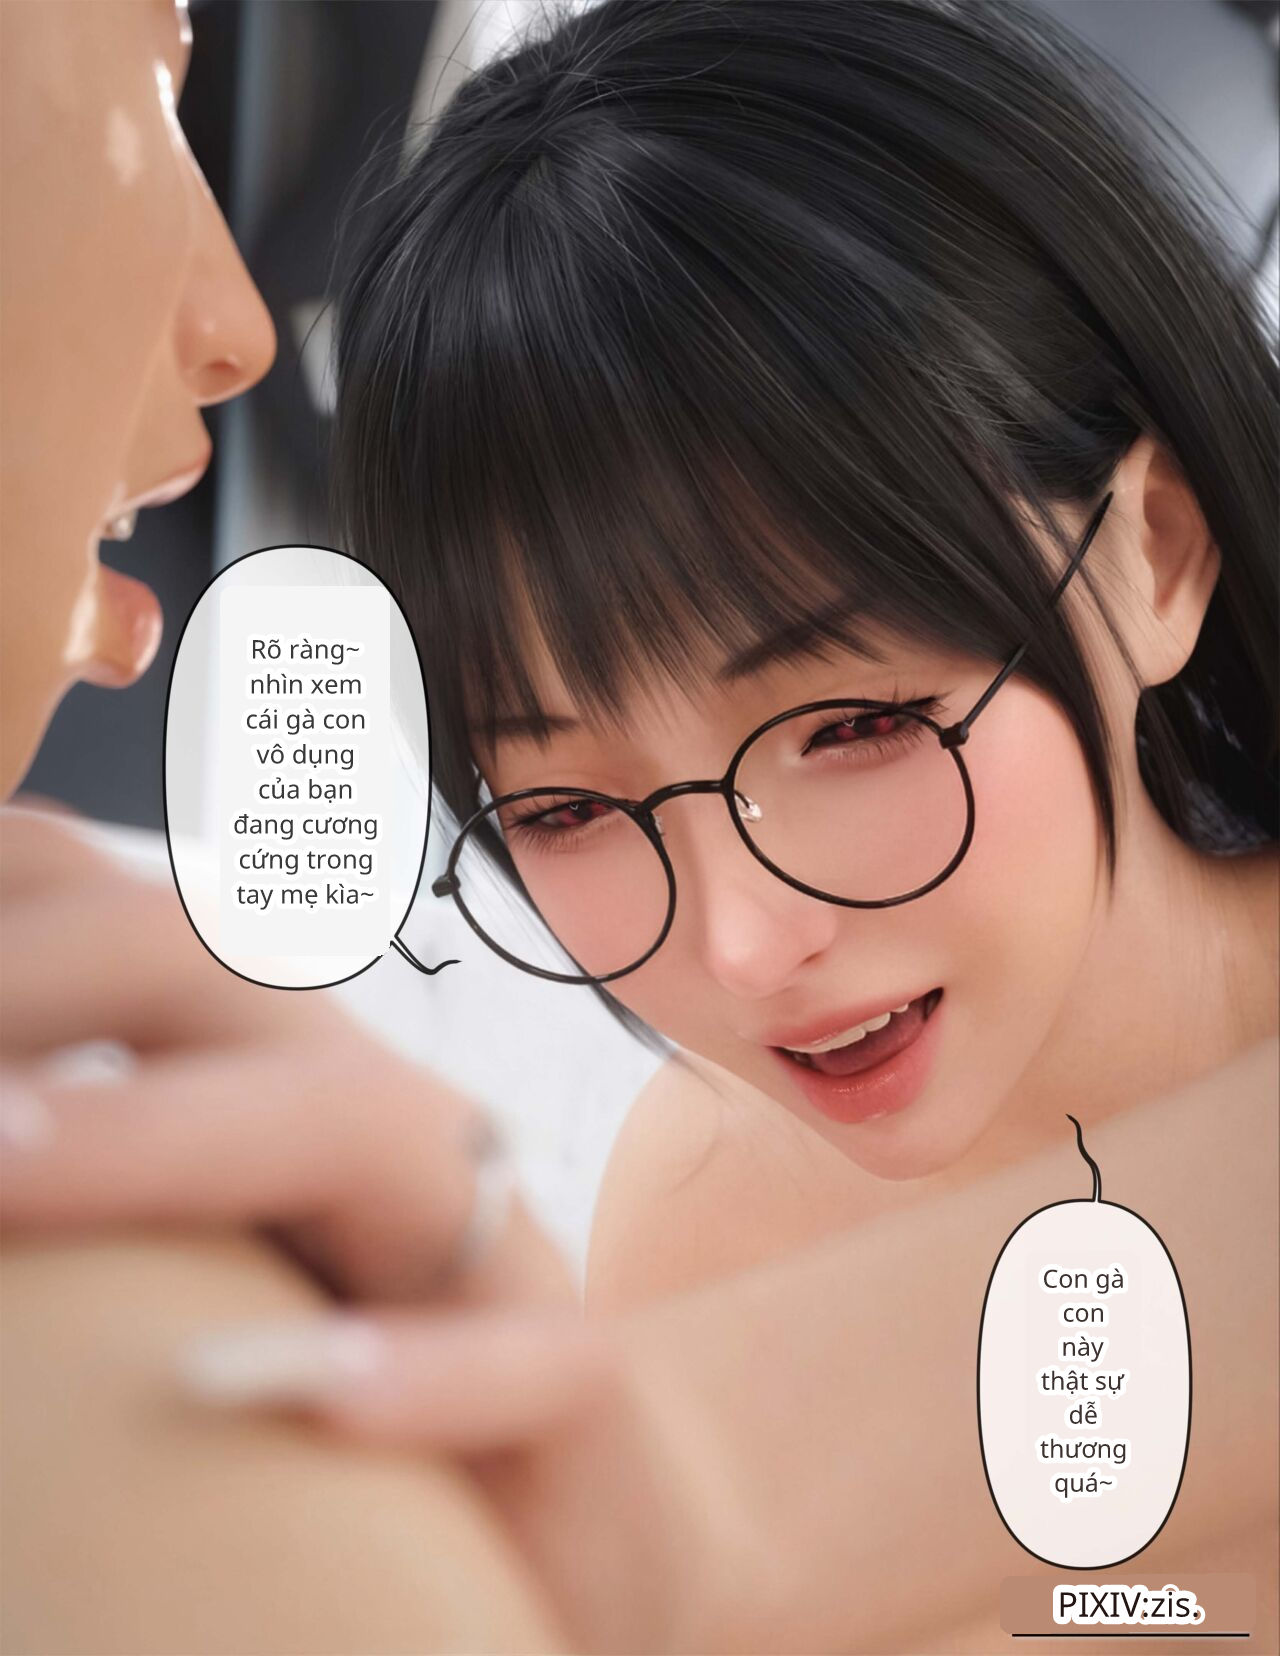 Rõ ràng~
nhìn xem
cái gà con
vô dụng
của bạn
đang cương
cứng trong
tay mẹ kìa~
Con gà
con
này
thật sự
dễ
thương
quá~
PIXIV:zis.